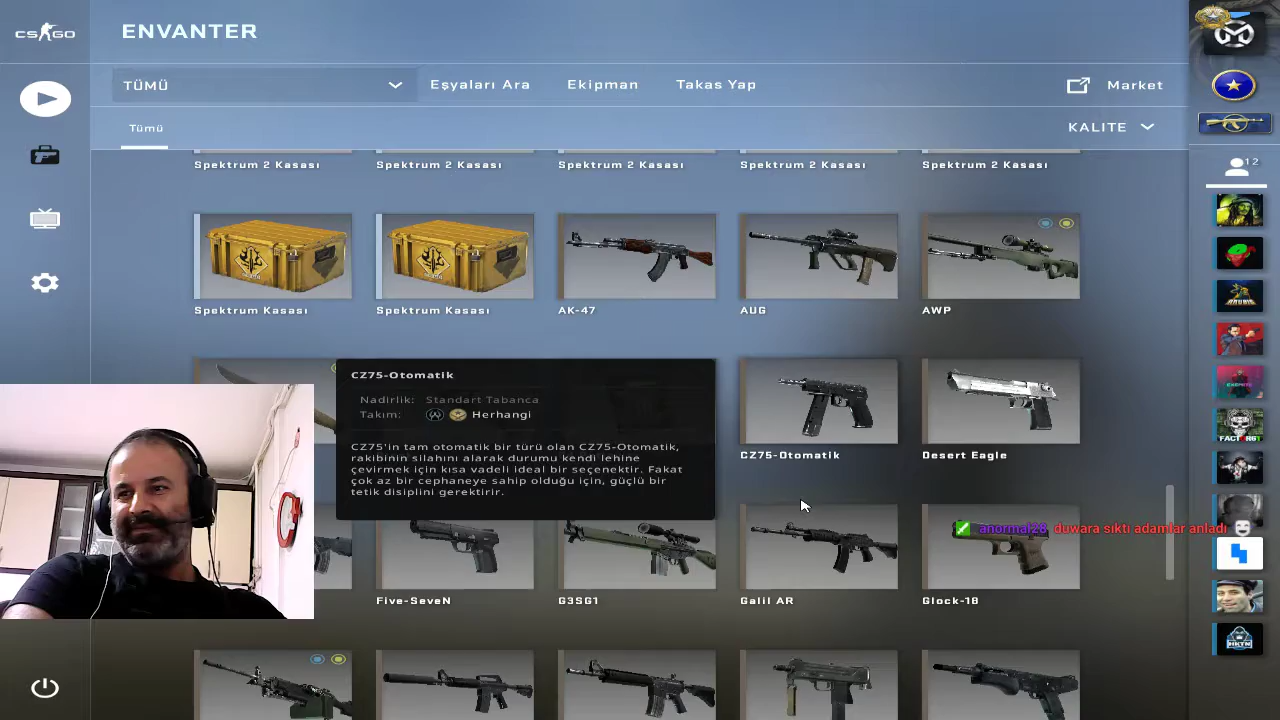 CS GO
ENVANTER
TÜMÜ
Eşyaları Ara
Ekipman
Takas Yap
Market
Tümü
KALITE
12
Spektrum 2 Kasası
Spektrum 2 Kasası
Spektrum 2 Kasası
Spektrum 2 Kasası
Spektrum 2 Kasası
Spektrum Kasası
Spektrum Kasası
AK-47
AUG
AWP
CZ75-Otomatik
Nadirlik: Standart Tabanca
Takım: Herhangi
CZ75'in tam otomatik bir türü olan CZ75-Otomatik,
rakibinin silahını alarak durumu kendi lehine
çevirmek için kısa vadeli ideal bir seçenektir. Fakat
çok az bir cephaneye sahip olduğu için, güçlü bir
tetik disiplini gerektirir.
CZ75-Otomatik
Desert Eagle
anormal28 duwara sıktı adamlar anladı
Five-SeveN
G3SG1
Galil AR
Glock-18